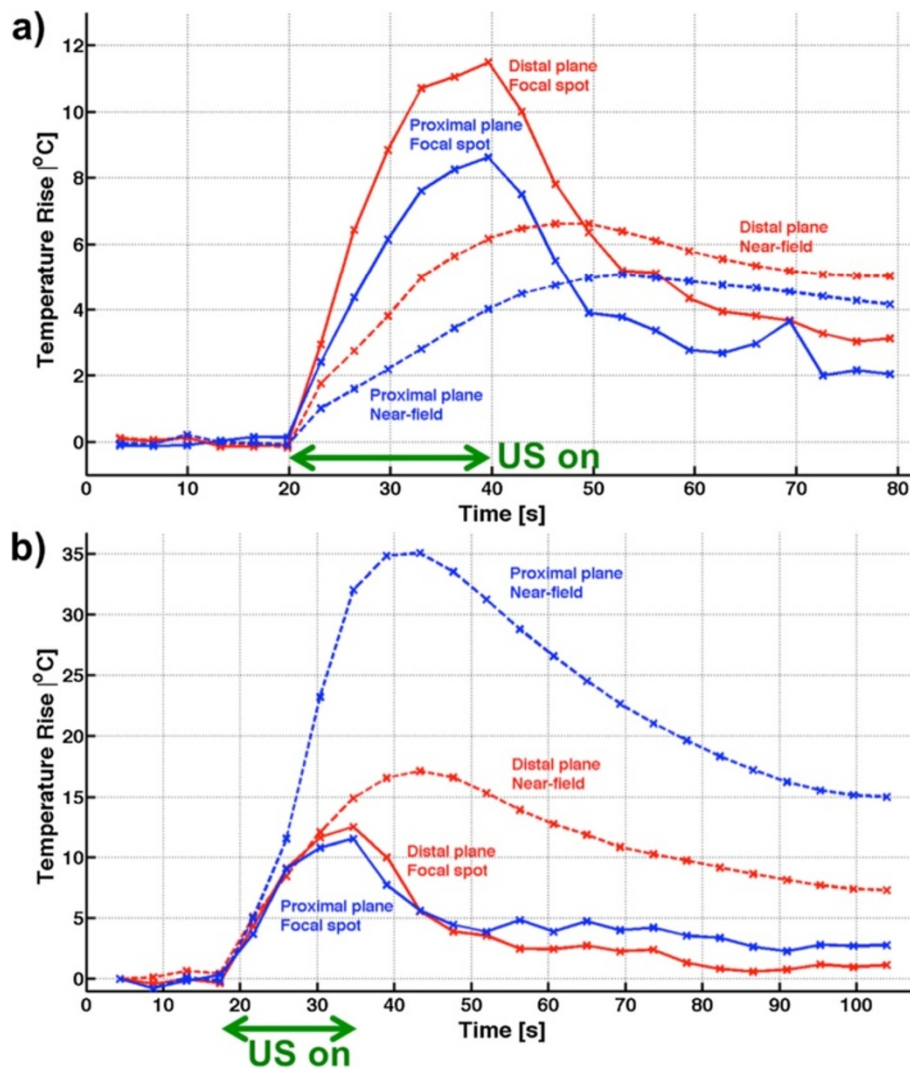 a)
12
10
8
6
4
2
0
Temperature Rise |°C]
Distal plane
Focal spot
Proximal plane
Focal spot
Distal plane
Near-field
Proximal plane
Near-field
US on
0 10 20 30 40 50 60 70 80
Time [s]
b)
35
30
25
20
15
10
5
0
Temperature Rise |°C]
Proximal plane
Near-field
Distal plane
Near-field
Distal plane
Focal spot
Proximal plane
Focal spot
0 10 20 30 40 50 60 70 80 90 100
Time [s]
US on